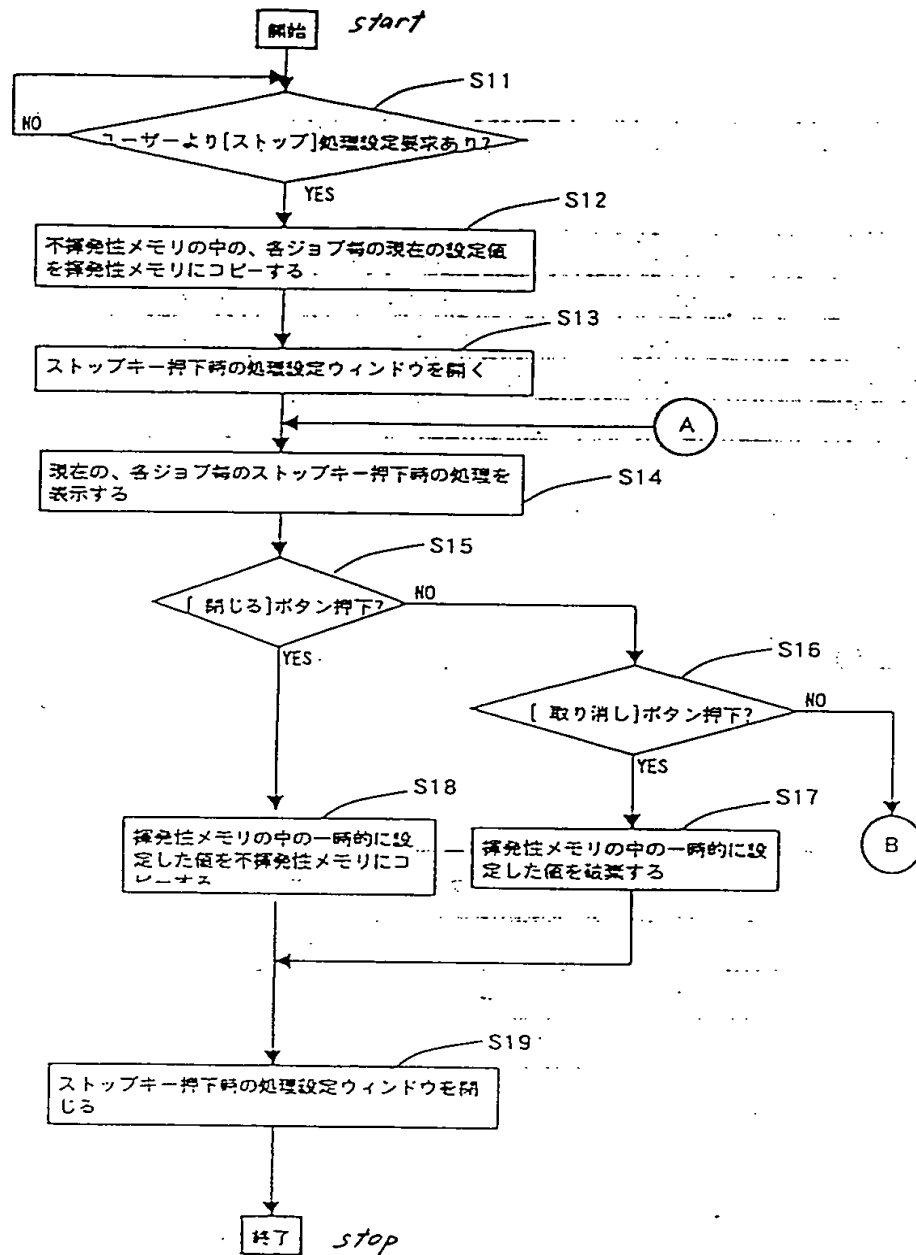 開始 start
S11
NO
ユーザーより[ストップ]処理設定要求あり?
YES
S12
不揮発性メモリの中の、各ジョブ毎の現在の設定値
を揮発性メモリにコピーする
S13
ストップキー押下時の処理設定ウィンドウを開く
A
現在の、各ジョブ毎のストップキー押下時の処理を
表示する
S14
S15
[ 閉じる]ボタン押下?
NO
YES
S16
[ 取り消し]ボタン押下?
NO
YES
S18
S17
B
揮発性メモリの中の一時的に設
定した値を不揮発性メモリにコ
ピーする
揮発性メモリの中の一時的に設
定した値を破棄する
S19
ストップキー押下時の処理設定ウィンドウを閉
じる
終了 stop